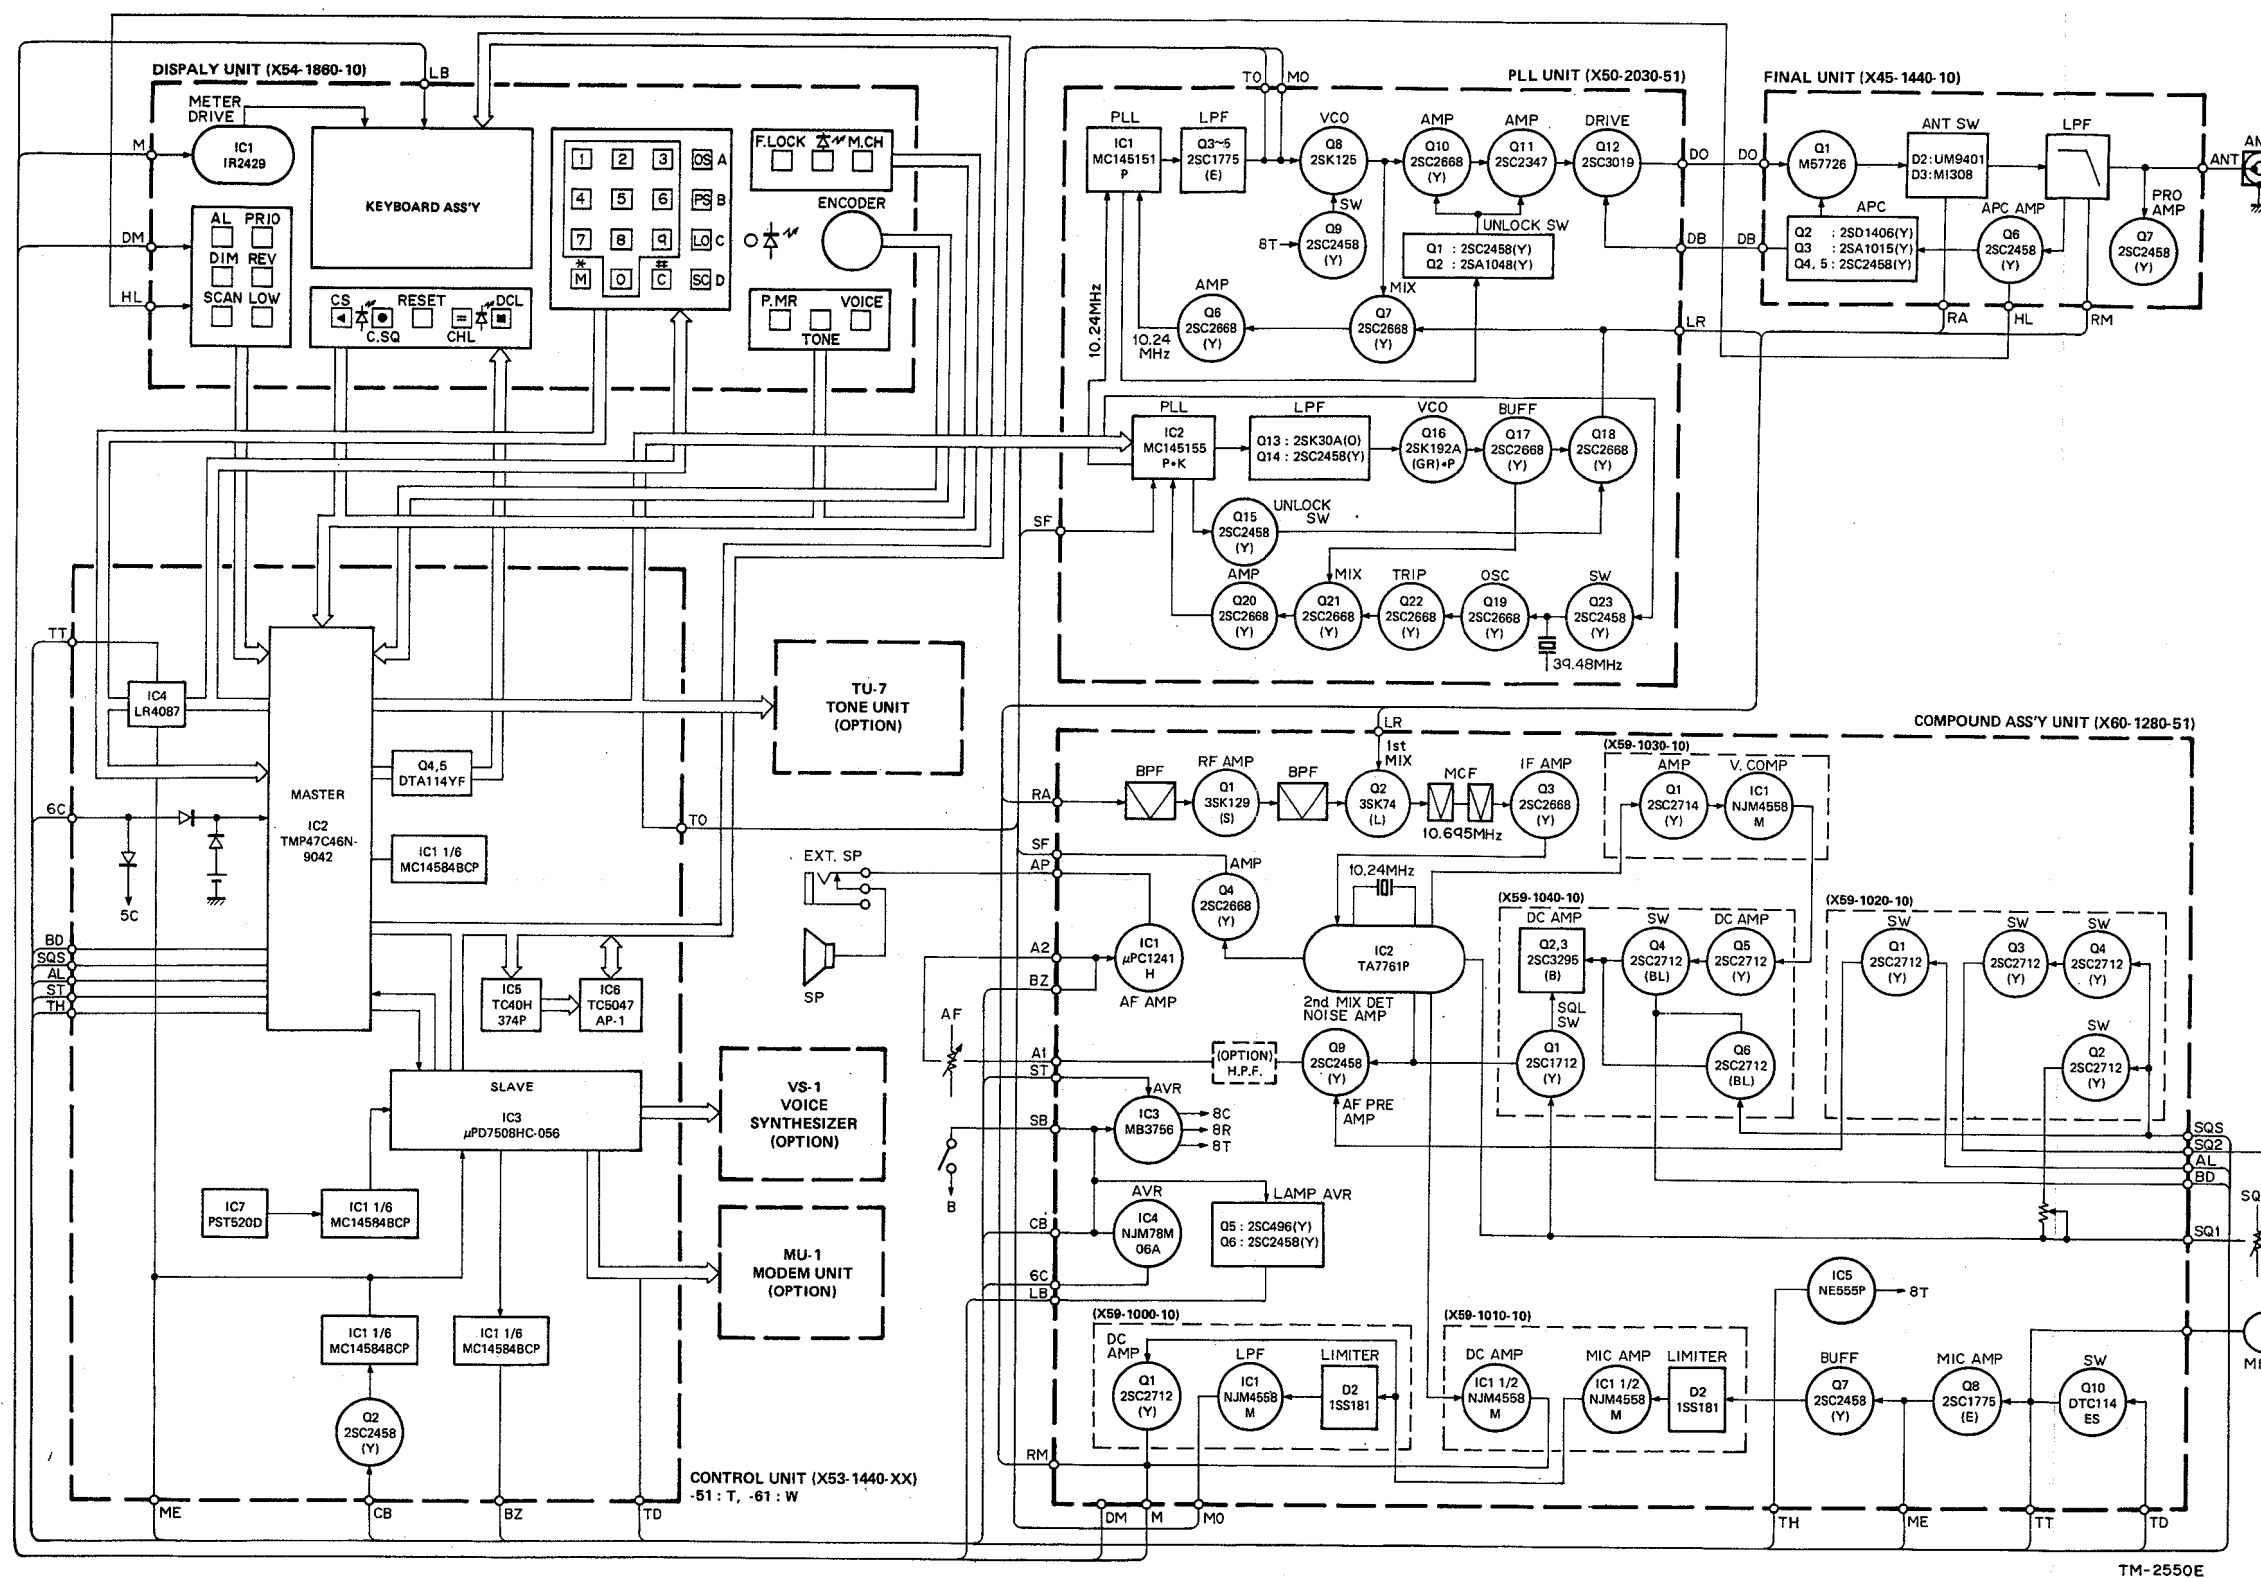 DISPALY UNIT (X54-1860-10)
LB
METER
DRIVE
IC1
IR2429
M
DM
HL
AL PRIO
DIM REV
SCAN LOW
KEYBOARD ASS'Y
CS
RESET
DCL
C.SQ
CHL
1 2 3 OS A
4 5 6 PS B
7 8 9 LO C
* #
M 0 C SC D
F.LOCK M.CH
ENCODER
P.MR VOICE
TONE
TO MO
PLL UNIT (X50-2030-51)
PLL
IC1
MC145151
P
LPF
Q3~5
2SC1775
(E)
VCO
Q8
2SK125
AMP
Q10
2SC2668
(Y)
AMP
Q11
2SC2347
DRIVE
Q12
2SC3019
DO
SW
Q9
2SC2458
(Y)
8T
UNLOCK SW
Q1 : 2SC2458(Y)
Q2 : 2SA1048(Y)
DB
AMP
Q6
2SC2668
(Y)
MIX
Q7
2SC2668
(Y)
10.24MHz
10.24
MHz
LR
PLL
IC2
MC145155
P•K
LPF
Q13 : 2SK30A(O)
Q14 : 2SC2458(Y)
VCO
Q16
2SK192A
(GR)•P
BUFF
Q17
2SC2668
(Y)
Q18
2SC2668
(Y)
SF
Q15
2SC2458
(Y)
UNLOCK
SW
AMP
Q20
2SC2668
(Y)
MIX
Q21
2SC2668
(Y)
TRIP
Q22
2SC2668
(Y)
OSC
Q19
2SC2668
(Y)
SW
Q23
2SC2458
(Y)
39.48MHz
FINAL UNIT (X45-1440-10)
DO
Q1
M57726
ANT SW
D2:UM9401
D3:MI308
LPF
ANT
AN
PRO
AMP
Q7
2SC2458
(Y)
DB
APC
Q2 : 2SD1406(Y)
Q3 : 2SA1015(Y)
Q4, 5 : 2SC2458(Y)
APC AMP
Q6
2SC2458
(Y)
RA
HL
RM
TT
IC4
LR4087
6C
5C
MASTER
IC2
TMP47C46N-
9042
Q4,5
DTA114YF
IC1 1/6
MC14584BCP
TO
BD
SQS
AL
ST
TH
IC5
TC40H
374P
IC6
TC5047
AP-1
SLAVE
IC3
μPD7508HC-056
IC7
PST520D
IC1 1/6
MC14584BCP
IC1 1/6
MC14584BCP
IC1 1/6
MC14584BCP
Q2
2SC2458
(Y)
ME
CB
BZ
TD
CONTROL UNIT (X53-1440-XX)
-51 : T, -61 : W
TU-7
TONE UNIT
(OPTION)
VS-1
VOICE
SYNTHESIZER
(OPTION)
MU-1
MODEM UNIT
(OPTION)
EXT. SP
SP
AF
B
COMPOUND ASS'Y UNIT (X60-1280-51)
LR
RA
BPF
RF AMP
Q1
3SK129
(S)
BPF
1st
MIX
Q2
3SK74
(L)
MCF
10.695MHz
IF AMP
Q3
2SC2668
(Y)
(X59-1030-10)
AMP
Q1
2SC2714
(Y)
V. COMP
IC1
NJM4558
M
SF
AP
AMP
Q4
2SC2668
(Y)
10.24MHz
IC2
TA7761P
2nd MIX DET
NOISE AMP
A2
BZ
IC1
μPC1241
H
AF AMP
(X59-1040-10)
DC AMP
Q2,3
2SC3295
(B)
SW
Q4
2SC2712
(BL)
DC AMP
Q5
2SC2712
(Y)
SQL
SW
Q1
2SC1712
(Y)
Q6
2SC2712
(BL)
(X59-1020-10)
SW
Q1
2SC2712
(Y)
SW
Q3
2SC2712
(Y)
SW
Q4
2SC2712
(Y)
SW
Q2
2SC2712
(Y)
A1
ST
(OPTION)
H.P.F.
Q9
2SC2458
(Y)
AF PRE
AMP
AVR
IC3
MB3756
8C
8R
8T
SB
AVR
IC4
NJM78M
06A
CB
LAMP AVR
Q5 : 2SC496(Y)
Q6 : 2SC2458(Y)
6C
LB
SQS
SQ2
AL
BD
SQ
SQ1
IC5
NE555P
8T
(X59-1000-10)
DC
AMP
Q1
2SC2712
(Y)
LPF
IC1
NJM4558
M
LIMITER
D2
1SS181
(X59-1010-10)
DC AMP
IC1 1/2
NJM4558
M
MIC AMP
IC1 1/2
NJM4558
M
LIMITER
D2
1SS181
BUFF
Q7
2SC2458
(Y)
MIC AMP
Q8
2SC1775
(E)
SW
Q10
DTC114
ES
RM
DM
M
MO
TH
ME
TT
TD
TM-2550E